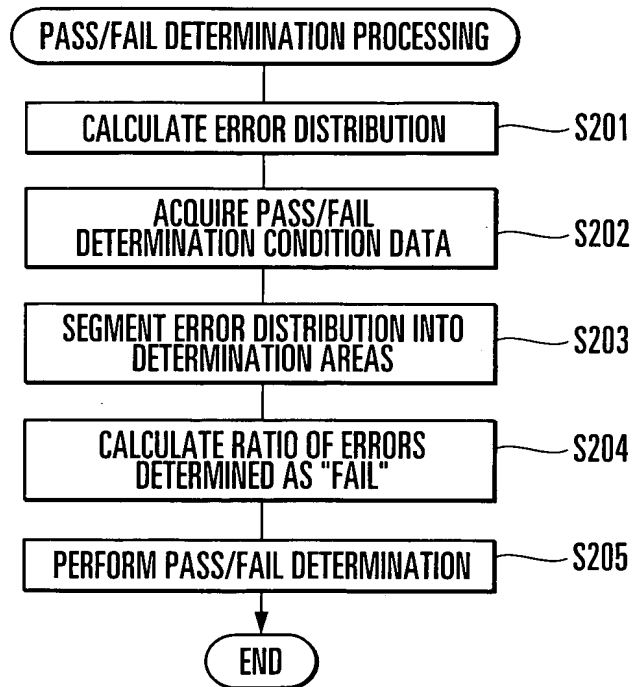 PASS/FAIL DETERMINATION PROCESSING
CALCULATE ERROR DISTRIBUTION
S201
ACQUIRE PASS/FAIL
DETERMINATION CONDITION DATA
S202
SEGMENT ERROR DISTRIBUTION INTO
DETERMINATION AREAS
S203
CALCULATE RATIO OF ERRORS
DETERMINED AS "FAIL"
S204
PERFORM PASS/FAIL DETERMINATION
S205
END